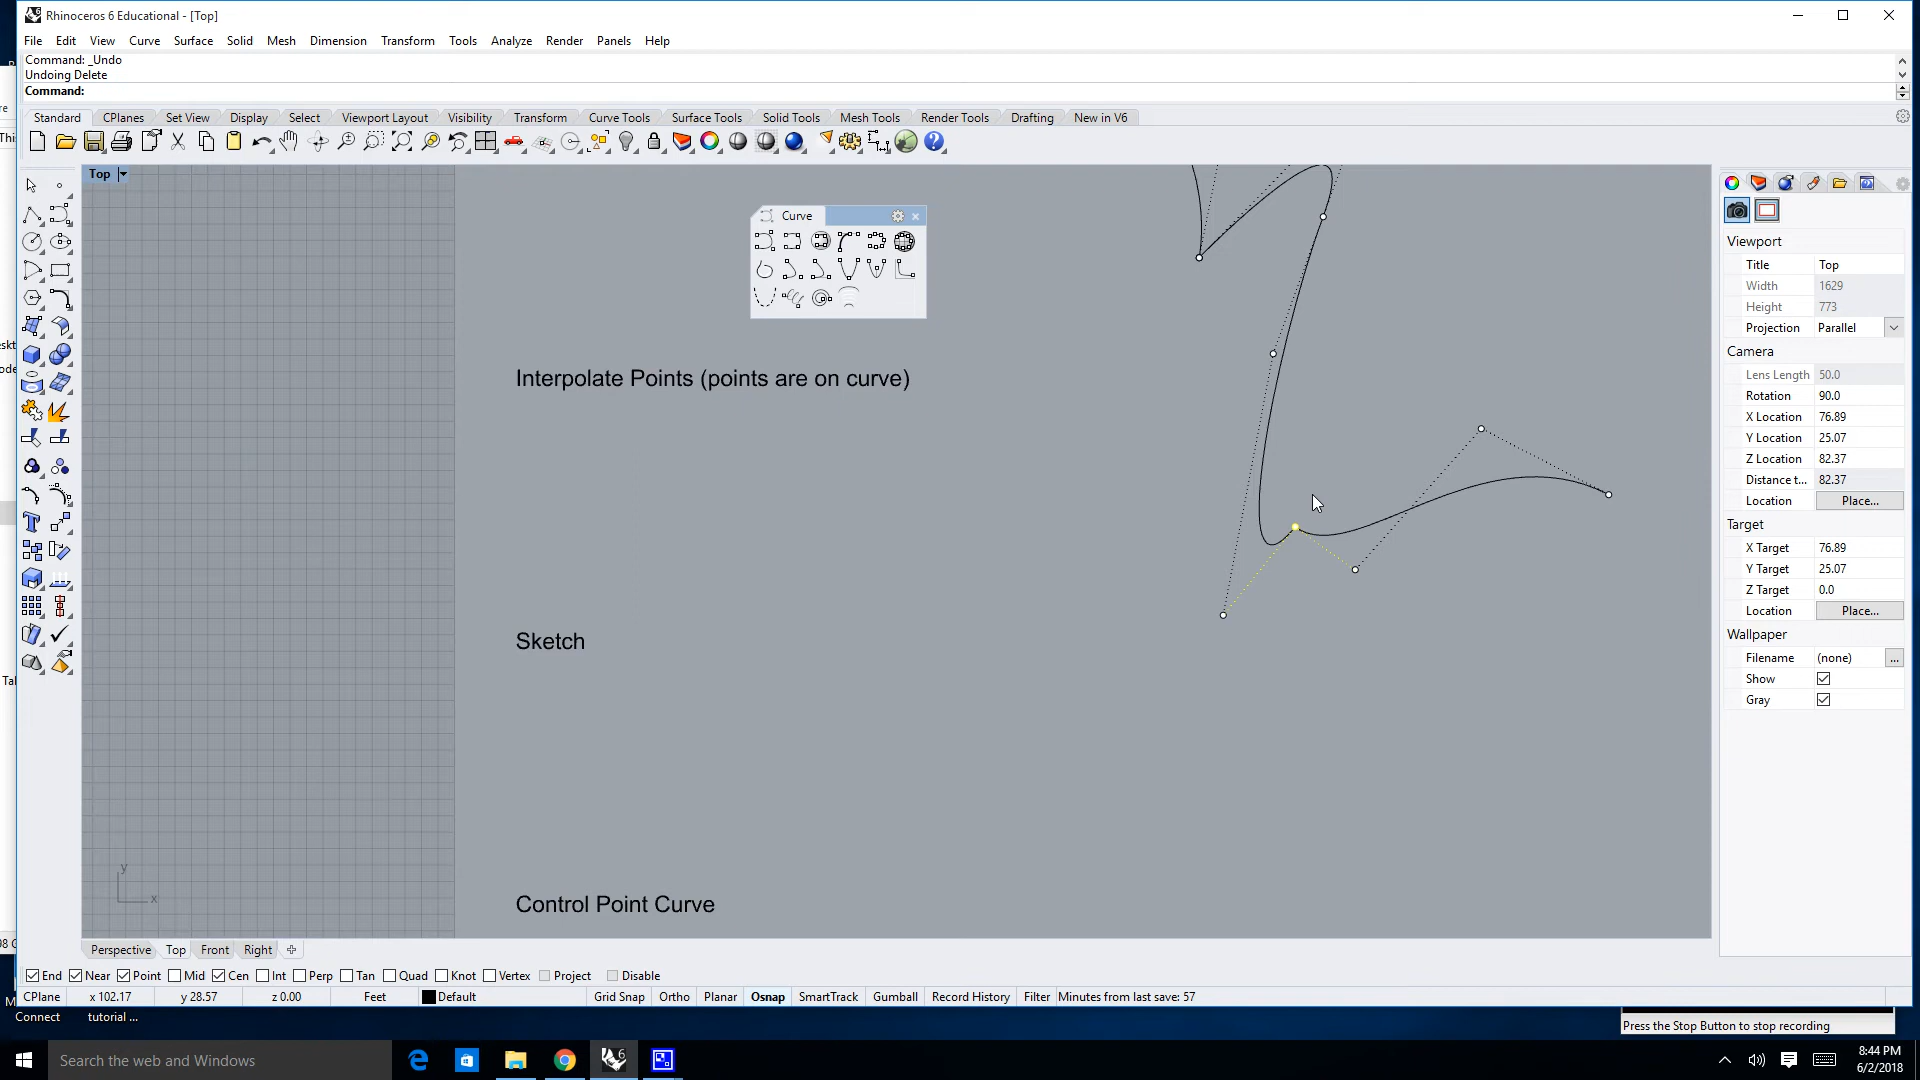 Rhinoceros 6 Educational - [Top]
File Edit View Curve Surface Solid Mesh Dimension Transform Tools Analyze Render Panels Help
Command: _Undo
Undoing Delete
Command:
Standard CPlanes Set View Display Select Viewport Layout Visibility Transform Curve Tools Surface Tools Solid Tools Mesh Tools Render Tools Drafting New in V6
Top
Curve
Interpolate Points (points are on curve)
Sketch
Control Point Curve
y
x
Viewport
Title Top
Width 1629
Height 773
Projection Parallel
Camera
Lens Length 50.0
Rotation 90.0
X Location 76.89
Y Location 25.07
Z Location 82.37
Distance t... 82.37
Location Place...
Target
X Target 76.89
Y Target 25.07
Z Target 0.0
Location Place...
Wallpaper
Filename (none) ...
Show
Gray
Perspective Top Front Right
End Near Point Mid Cen Int Perp Tan Quad Knot Vertex Project Disable
CPlane x 102.17 y 28.57 z 0.00 Feet Default Grid Snap Ortho Planar Osnap SmartTrack Gumball Record History Filter Minutes from last save: 57
Connect tutorial ...
Press the Stop Button to stop recording
Search the web and Windows
8:44 PM
6/2/2018